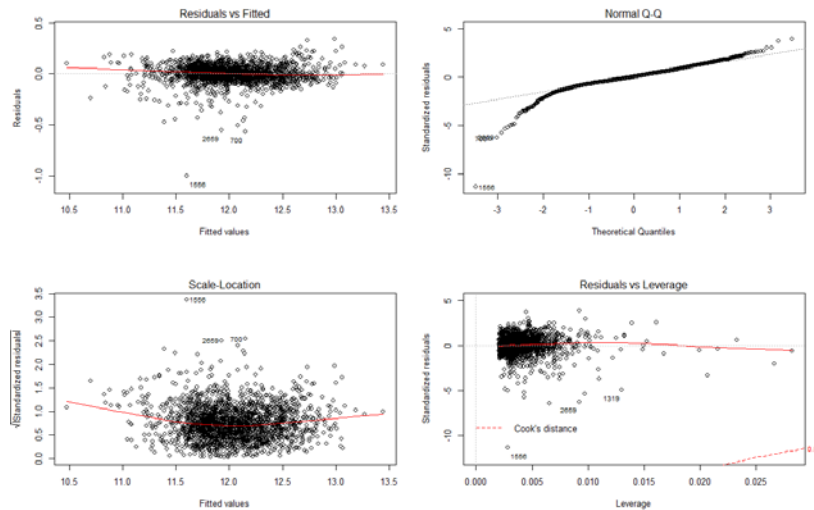 Residuals vs Fitted
0.5
0.0
-0.5
-1.0
Residuals
2669
700
10.5 11.0 11.5 12.0 12.5 13.0 13.5
Fitted values
Normal Q-Q
5
0
-5
-10
Standardized residuals
-3 -2 -1 0 1 2 3
Theoretical Quantiles
Scale-Location
3.5
3.0
2.5
2.0
1.5
1.0
0.5
0.0
√|Standardized residuals|
2669
700
10.5 11.0 11.5 12.0 12.5 13.0 13.5
Fitted values
Residuals vs Leverage
5
0
-5
-10
Standardized residuals
1319
2669
Cook's distance
0.000 0.005 0.010 0.015 0.020 0.025
Leverage